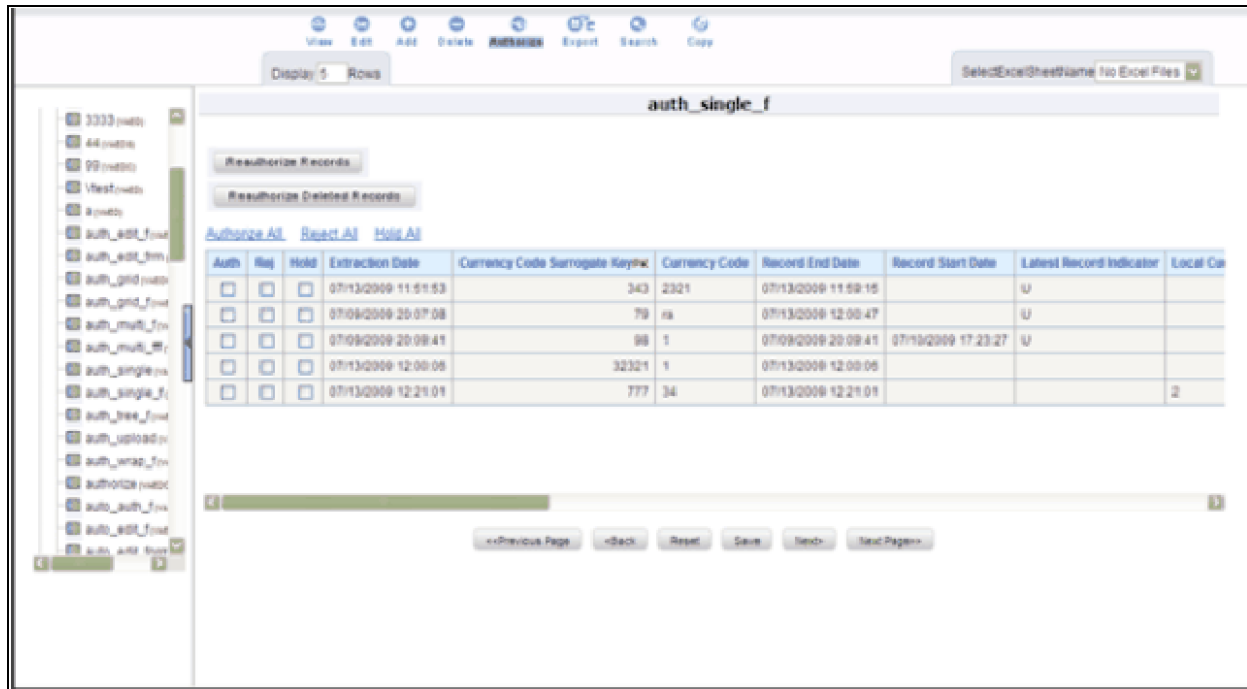 View Edit Add Delete Authorize Export Search Copy
Display 5 Rows
SelectExcelSheetName No Excel Files
auth_single_f
3333
44
99
Vtest
a
auth_edit_f
auth_edit_frm
auth_grid
auth_grid_f
auth_multi_f
auth_multi_fff
auth_single
auth_single_f
auth_tree_f
auth_upload
auth_wrap_f
authorize
auto_auth_f
auto_edit_f
Reauthorize Records
Reauthorize Deleted Records
Authorize All Reject All Hold All
Auth Rej Hold Extraction Date Currency Code Surrogate Key Currency Code Record End Date Record Start Date Latest Record Indicator Local Cu
07/13/2009 11:51:53 343 2321 07/13/2009 11:59:16 U
07/09/2009 20:07:08 79 ra 07/13/2009 12:00:47 U
07/09/2009 20:09:41 98 1 07/09/2009 20:09:41 07/10/2009 17:23:27 U
07/13/2009 12:00:06 32321 1 07/13/2009 12:00:06
07/13/2009 12:21:01 777 34 07/13/2009 12:21:01 2
<<Previous Page <Back Reset Save Next> Next Page>>